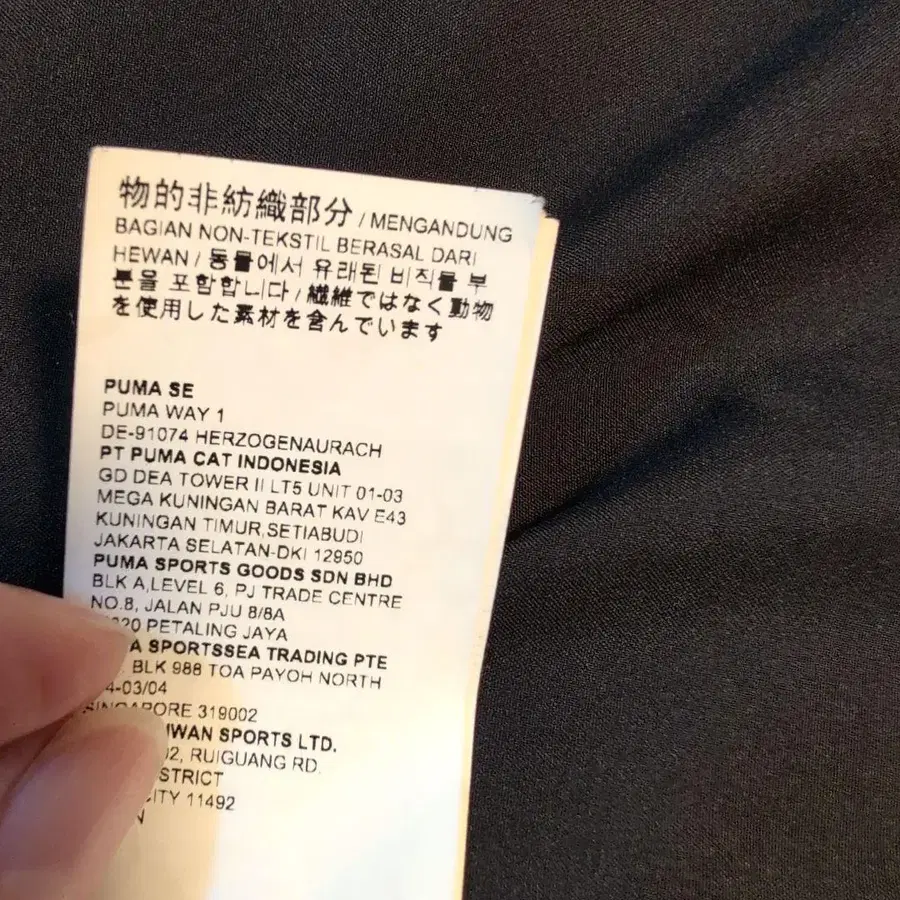 物的非紡織部分 / MENGANDUNG
BAGIAN NON-TEKSTIL BERASAL DARI
HEWAN / 동물에서 유래된 비직물 부
분을 포함합니다 / 繊維ではなく動物
を使用した素材を含んでいます
PUMA SE
PUMA WAY 1
DE-91074 HERZOGENAURACH
PT PUMA CAT INDONESIA
GD DEA TOWER II LT5 UNIT 01-03
MEGA KUNINGAN BARAT KAV E43
KUNINGAN TIMUR,SETIABUDI
JAKARTA SELATAN-DKI 12950
PUMA SPORTS GOODS SDN BHD
BLK A,LEVEL 6, PJ TRADE CENTRE
NO.8, JALAN PJU 8/8A
PETALING JAYA
SPORTSSEA TRADING PTE
BLK 988 TOA PAYOH NORTH
4-03/04
SINGAPORE 319002
SPORTS LTD.
RUIGUANG RD.
11492